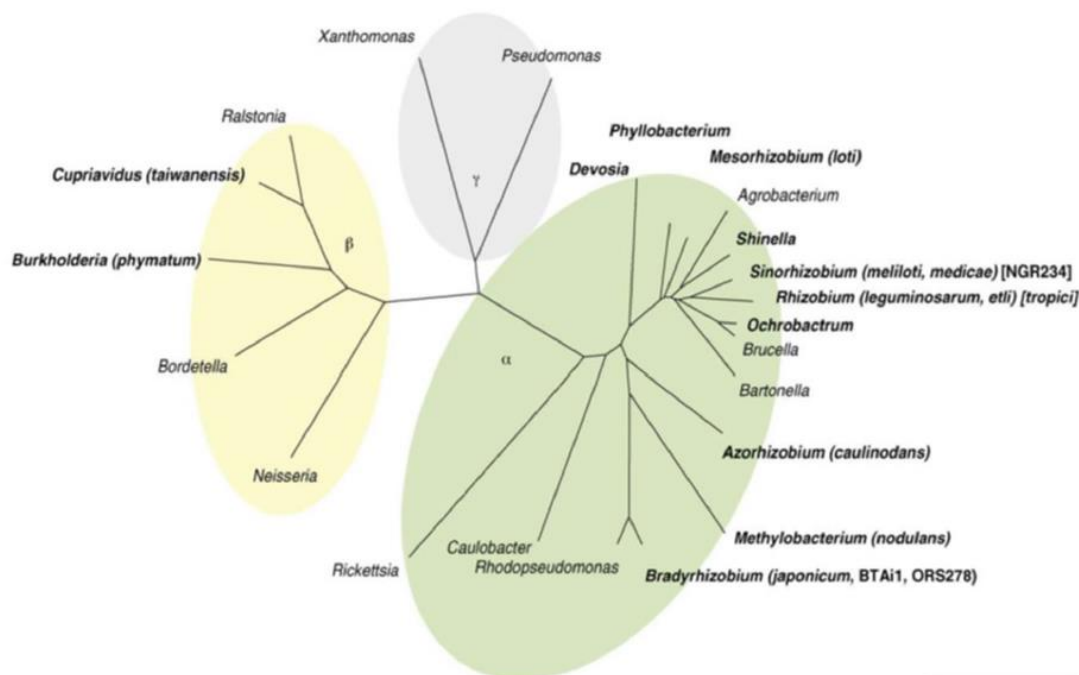 Xanthomonas
Pseudomonas
Ralstonia
Phyllobacterium
Mesorhizobium (loti)
Cupriavidus (taiwanensis)
Devosia
γ
Agrobacterium
β
Shinella
Burkholderia (phymatum)
Sinorhizobium (meliloti, medicae) [NGR234]
Rhizobium (leguminosarum, etli) [tropici]
Ochrobactrum
Brucella
Bordetella
α
Bartonella
Azorhizobium (caulinodans)
Neisseria
Methylobacterium (nodulans)
Caulobacter
Rickettsia
Rhodopseudomonas
Bradyrhizobium (japonicum, BTAi1, ORS278)